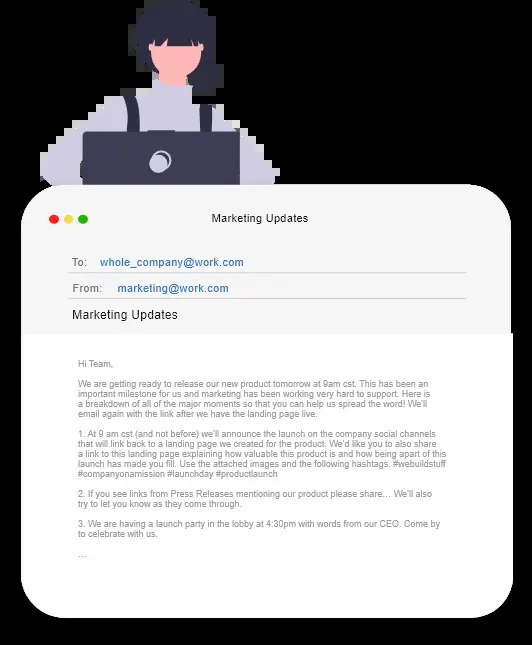 Marketing Updates
To: whole_company@work.com
From: marketing@work.com
Marketing Updates
Hi Team,
We are getting ready to release our new product tomorrow at 9am cst. This has been an
important milestone for us and marketing has been working very hard to support. Here is
a breakdown of all of the major moments so that you can help us spread the word! We'll
email again with the link after we have the landing page live.
1. At 9 am cst (and not before) we'll announce the launch on the company social channels
that will link back to a landing page we created for the product. We'd like you to also share
a link to this landing page explaining how valuable this product is and how being apart of this
launch has made you fill. Use the attached images and the following hashtags. #webuildstuff
#companyonamission #launchday #productlaunch
2. If you see links from Press Releases mentioning our product please share... We'll also
try to let you know as they come through.
3. We are having a launch party in the lobby at 4:30pm with words from our CEO. Come by
to celebrate with us.
...